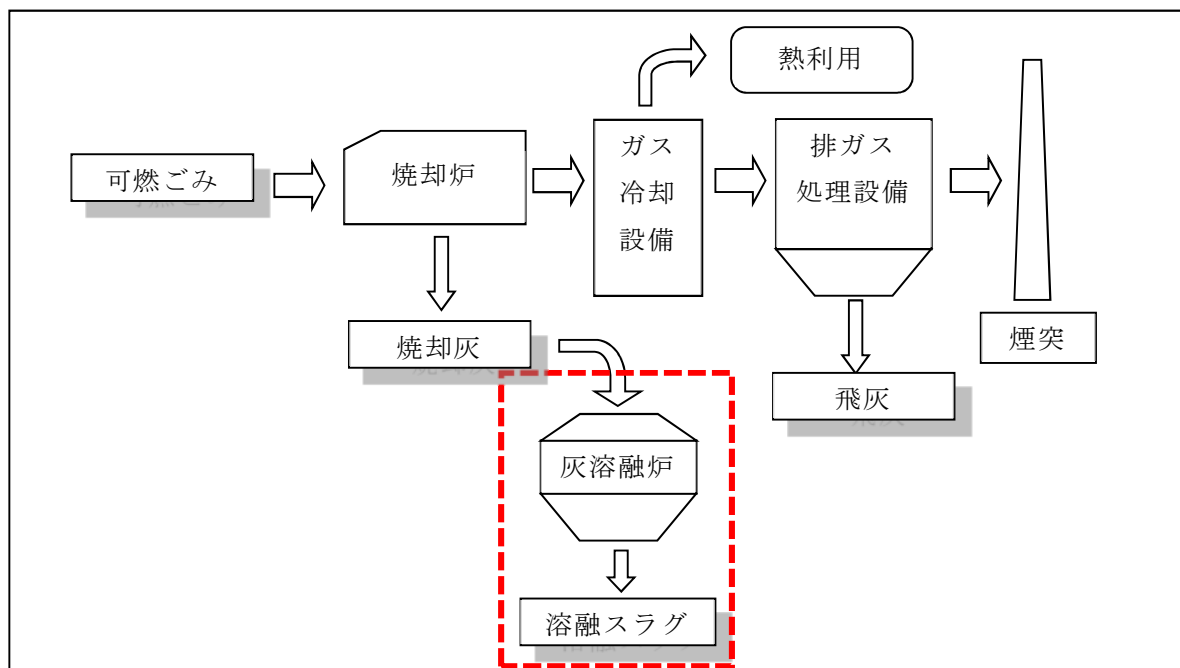 熱利用
可燃ごみ
焼却炉
ガス
冷却
設備
排ガス
処理設備
煙突
焼却灰
飛灰
灰溶融炉
溶融スラグ